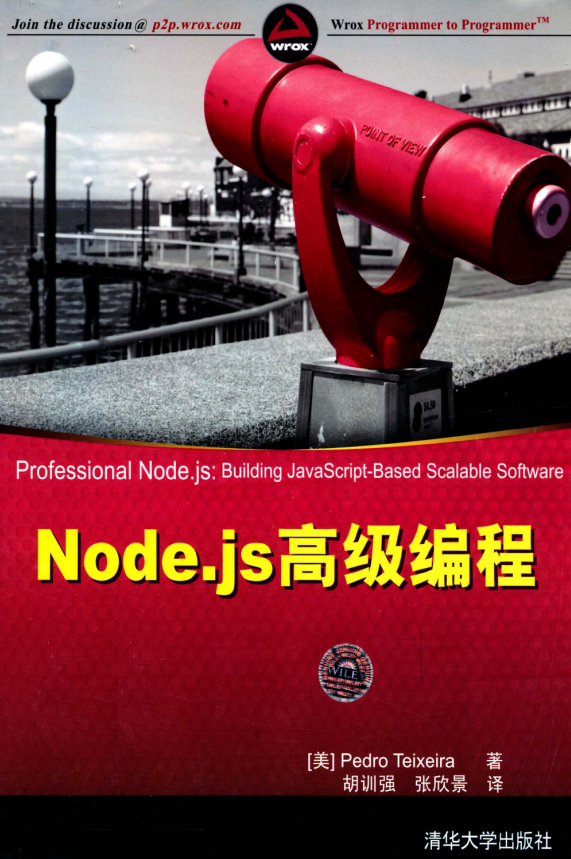 Join the discussion @ p2p.wrox.com
wrox
Wrox Programmer to Programmer™
POINT OF VIEW
Professional Node.js: Building JavaScript-Based Scalable Software
Node.js高级编程
WILEY
[美] Pedro Teixeira 著
胡训强 张欣景 译
清华大学出版社